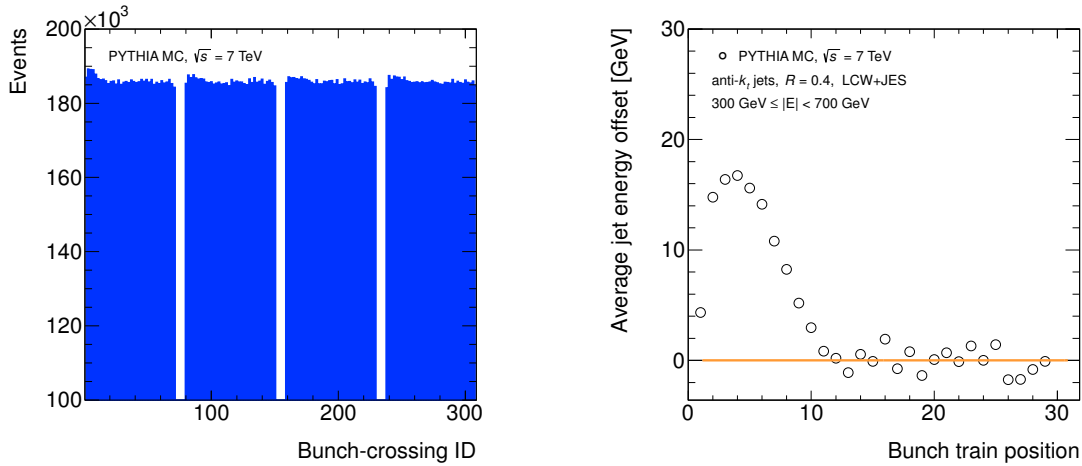 ×10³
Events
PYTHIA MC, √s = 7 TeV
200
180
160
140
120
100
100
200
300
Bunch-crossing ID
Average jet energy offset [GeV]
PYTHIA MC, √s = 7 TeV
anti-kₜ jets, R = 0.4, LCW+JES
300 GeV ≤ |E| < 700 GeV
30
20
10
0
0
10
20
30
Bunch train position